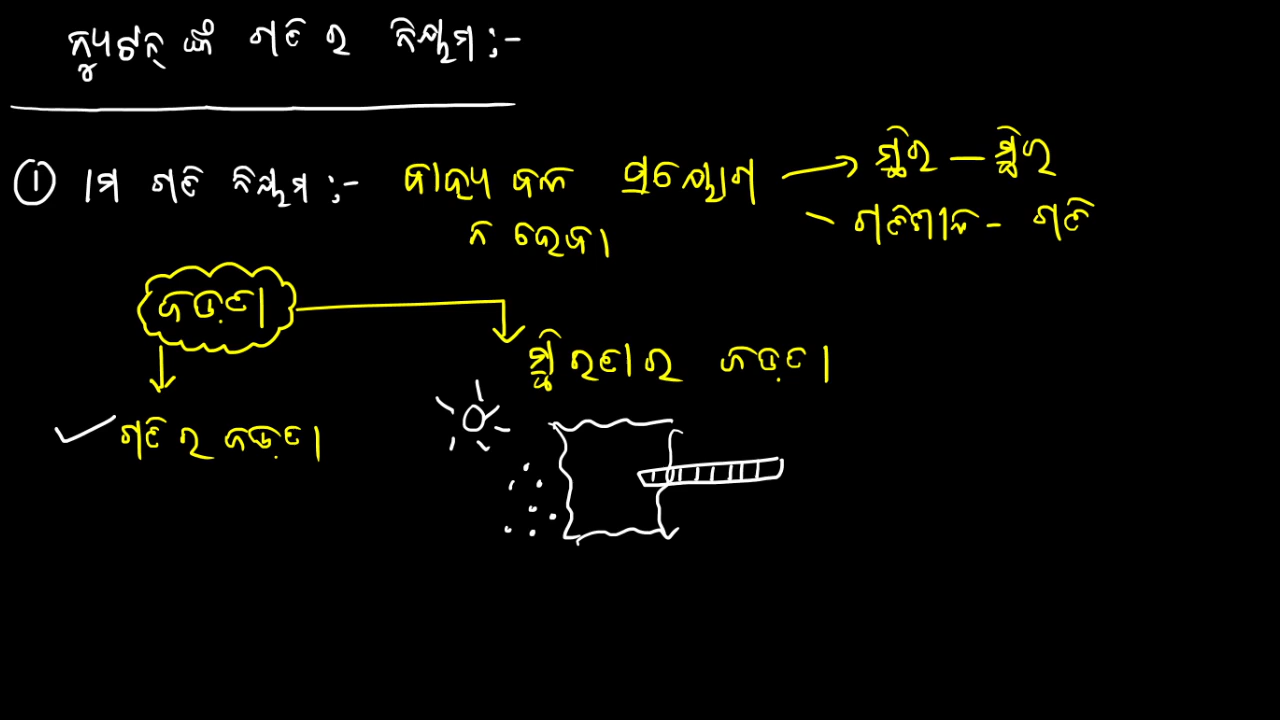 ନ୍ୟୁଟନ୍ ଙ୍କ ଗତି ର ନିୟମ :-
① ୧ମ ଗତି ନିୟମ :- ବାହ୍ୟ ବଳ ପ୍ରୟୋଗ → ସ୍ଥିର - ସ୍ଥିର
ନ ହେଲେ। - ଗତିଶୀଳ - ଗତି
ଜଡ଼ତା
ସ୍ଥିରତାର ଜଡ଼ତା
✓ ଗତି ର ଜଡ଼ତା